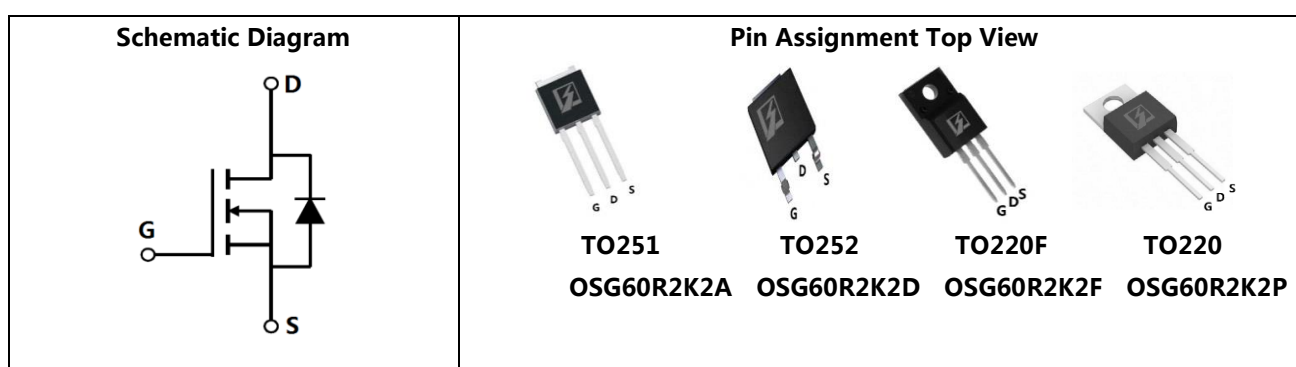 Schematic Diagram
Pin Assignment Top View
D
G
S
G D S
G D S
G D S
G D S
TO251 TO252 TO220F TO220
OSG60R2K2A OSG60R2K2D OSG60R2K2F OSG60R2K2P